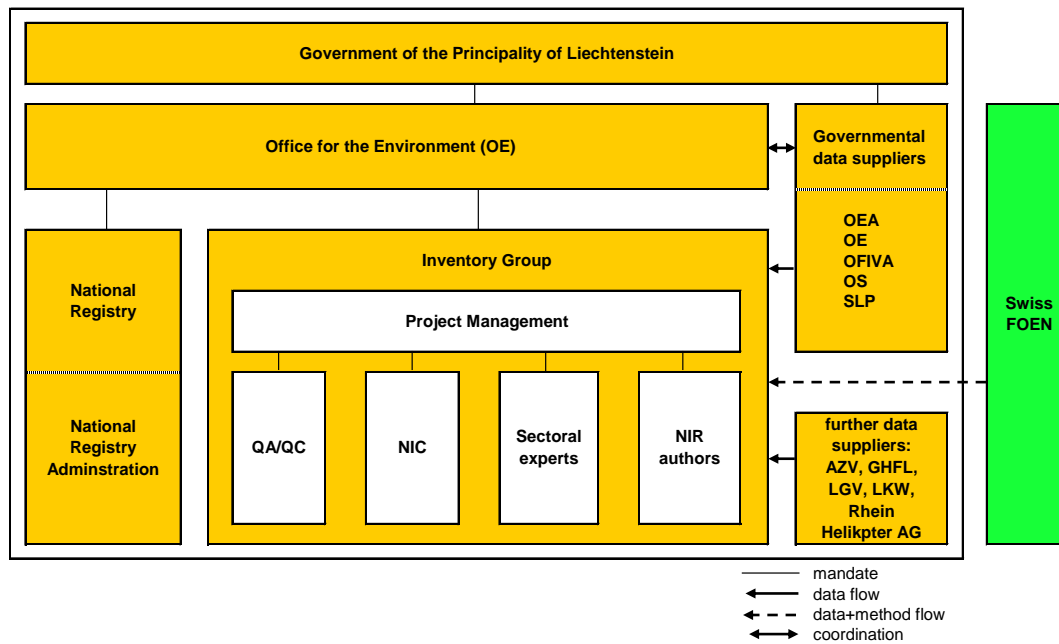 Government of the Principality of Liechtenstein
Office for the Environment (OE)
Governmental
data suppliers
OEA
OE
OFIVA
OS
SLP
Swiss
FOEN
National
Registry
National
Registry
Adminstration
Inventory Group
Project Management
QA/QC
NIC
Sectoral
experts
NIR
authors
further data
suppliers:
AZV, GHFL,
LGV, LKW,
Rhein
Helikpter AG
mandate
data flow
data+method flow
coordination